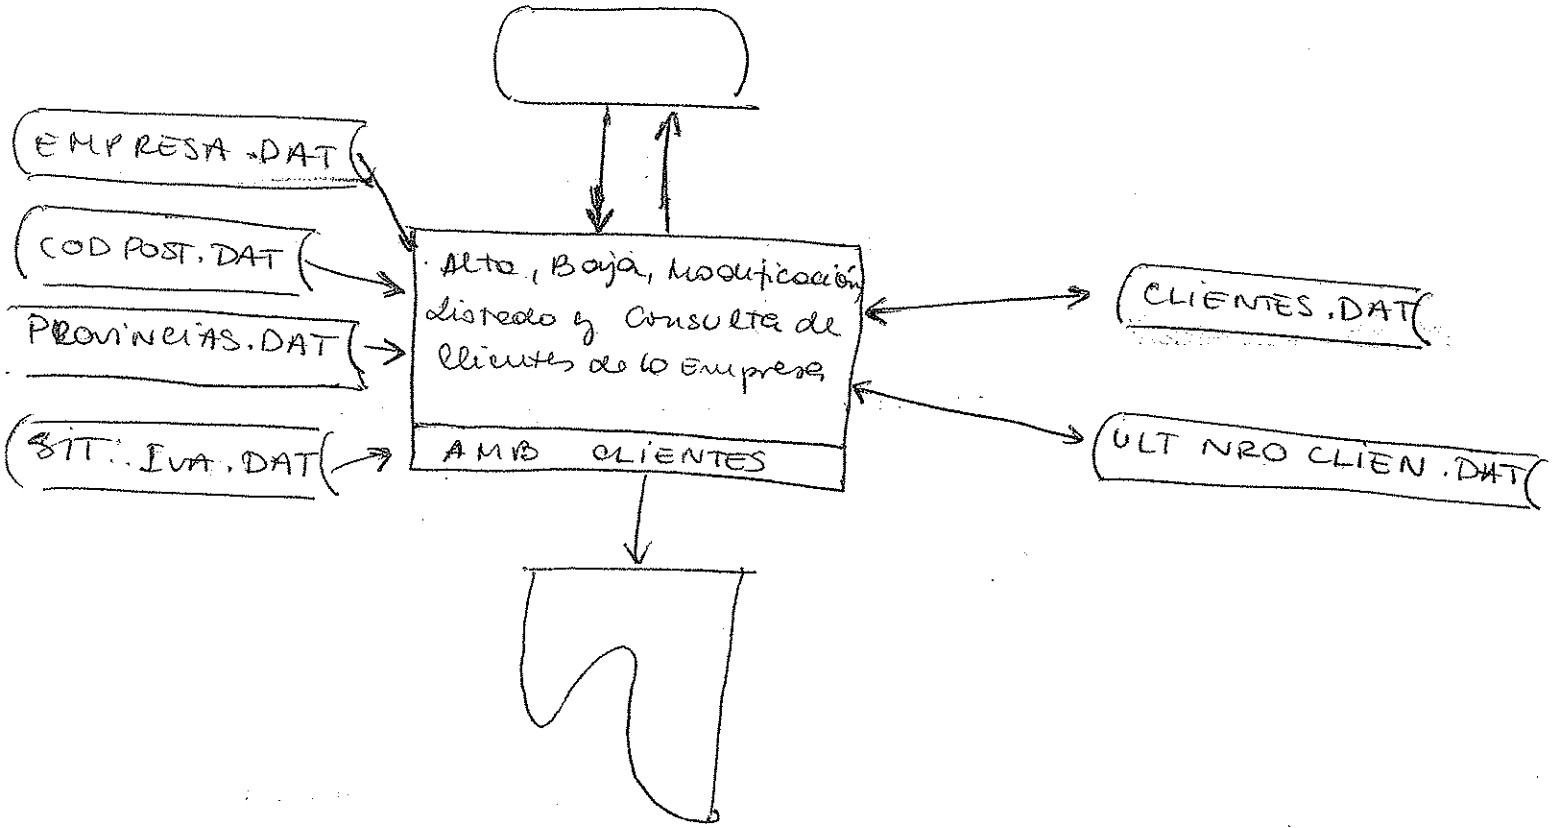 EMPRESA.DAT
COD POST.DAT
PROVINCIAS.DAT
SIT. IVA.DAT
Alta, Baja, Modificación,
Listado y Consulta de
Clientes de la Empresa
AMB CLIENTES
CLIENTES.DAT
ULT NRO CLIEN.DAT